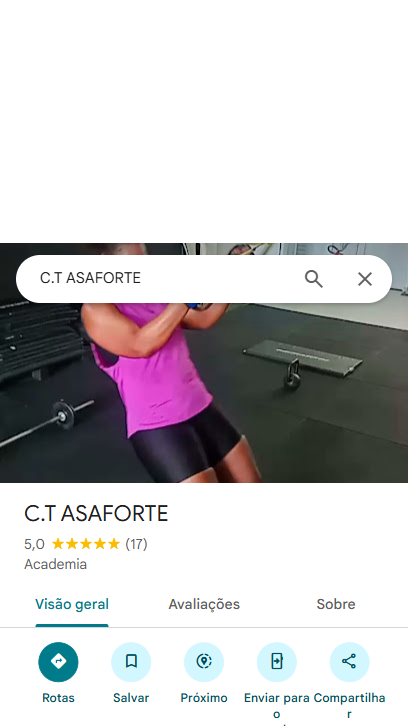 C.T ASAFORTE
C.T ASAFORTE
5,0 (17)
Academia
Visão geral Avaliações Sobre
Rotas Salvar Próximo Enviar para o Compartilhar